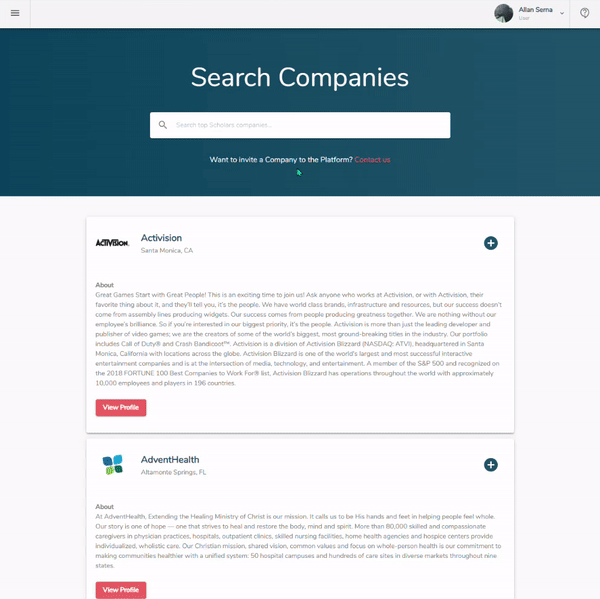 Allan Serna
User
Search Companies
Search top Scholars companies...
Want to invite a Company to the Platform? Contact us
ACTIVISION
Activision
Santa Monica, CA
About
Great Games Start with Great People! This is an exciting time to join us! Ask anyone who works at Activision, or with Activision, their
favorite thing about it, and they'll tell you, it's the people. We have world class brands, infrastructure and resources, but our success doesn't
come from assembly lines producing widgets. Our success comes from people producing greatness together. We are nothing without our
employee's brilliance. So if you're interested in our biggest priority, it's the people. Activision is more than just the leading developer and
publisher of video games; we are the creators of some of the world's biggest, most ground-breaking titles in the industry. Our portfolio
includes Call of Duty® and Crash Bandicoot™. Activision is a division of Activision Blizzard (NASDAQ: ATVI), headquartered in Santa
Monica, California with locations across the globe. Activision Blizzard is one of the world's largest and most successful interactive
entertainment companies and is at the intersection of media, technology, and entertainment. A member of the S&P 500 and recognized on
the 2018 FORTUNE 100 Best Companies to Work For® list, Activision Blizzard has operations throughout the world with approximately
10,000 employees and players in 196 countries.
View Profile
AdventHealth
Altamonte Springs, FL
About
At AdventHealth, Extending the Healing Ministry of Christ is our mission. It calls us to be His hands and feet in helping people feel whole.
Our story is one of hope — one that strives to heal and restore the body, mind and spirit. More than 80,000 skilled and compassionate
caregivers in physician practices, hospitals, outpatient clinics, skilled nursing facilities, home health agencies and hospice centers provide
individualized, wholistic care. Our Christian mission, shared vision, common values and focus on whole-person health is our commitment to
making communities healthier with a unified system: 50 hospital campuses and hundreds of care sites in diverse markets throughout nine
states.
View Profile